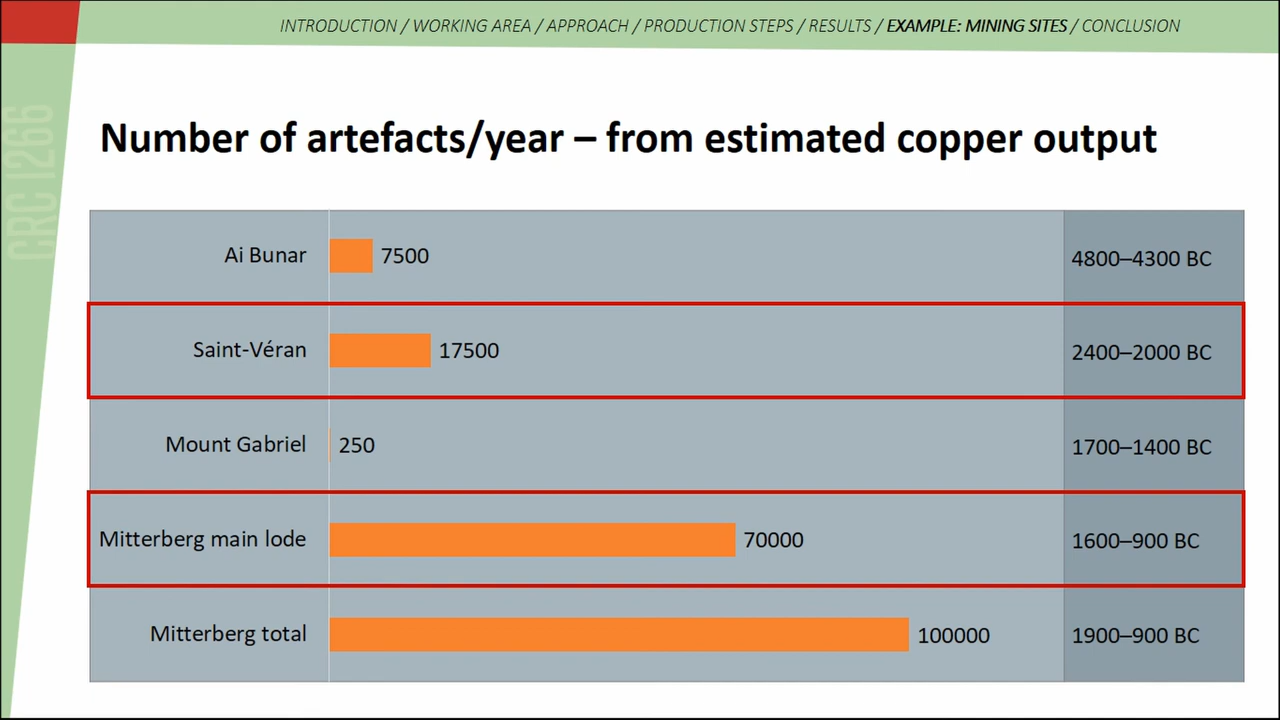 INTRODUCTION / WORKING AREA / APPROACH / PRODUCTION STEPS / RESULTS / EXAMPLE: MINING SITES / CONCLUSION
CRC 1266
Number of artefacts/year – from estimated copper output
Ai Bunar 7500 4800–4300 BC
Saint-Véran 17500 2400–2000 BC
Mount Gabriel 250 1700–1400 BC
Mitterberg main lode 70000 1600–900 BC
Mitterberg total 100000 1900–900 BC